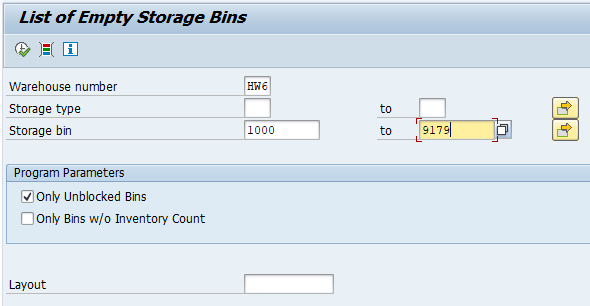 List of Empty Storage Bins
Warehouse number HW6
Storage type to
Storage bin 1000 to 9179
Program Parameters
Only Unblocked Bins
Only Bins w/o Inventory Count
Layout